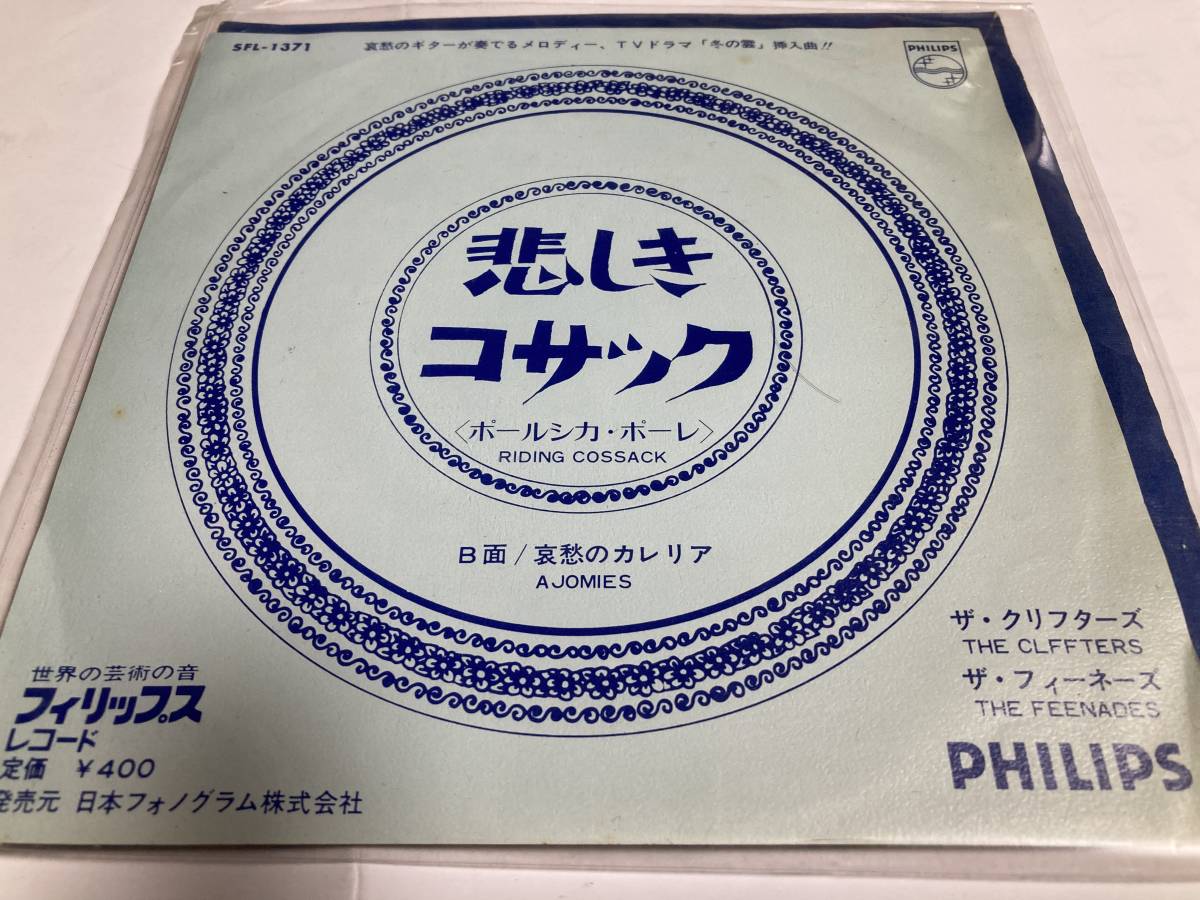 SFL-1371
哀愁のギターが奏てるメロディー、TVドラマ「冬の雲」挿入曲!!
PHILIPS
悲しき
コサック
〈ポールシカ・ポーレ〉
RIDING COSSACK
B面/哀愁のカレリア
AJOMIES
ザ・クリフターズ
THE CLFFTERS
ザ・フィーネーズ
THE FEENADES
PHILIPS
世界の芸術の音
フィリップス
レコード
定価 ¥400
発売元 日本フォノグラム株式会社